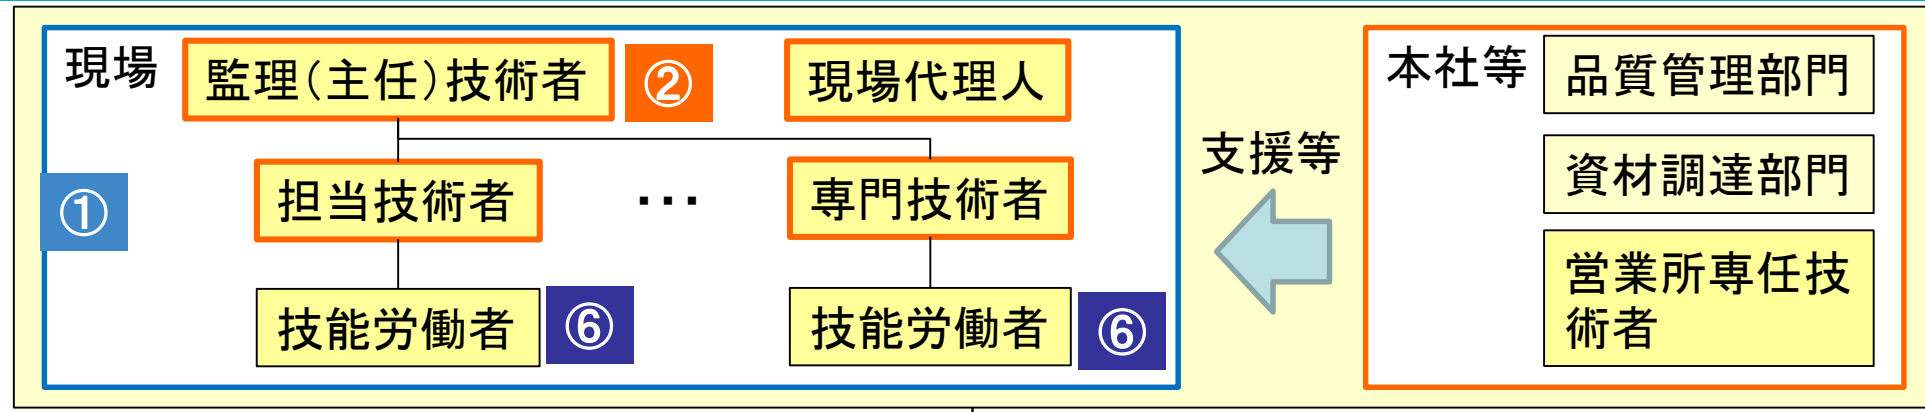 現場
監理(主任)技術者
②
現場代理人
①
担当技術者
・・・
専門技術者
技能労働者
⑥
技能労働者
⑥
支援等
本社等
品質管理部門
資材調達部門
営業所専任技
術者